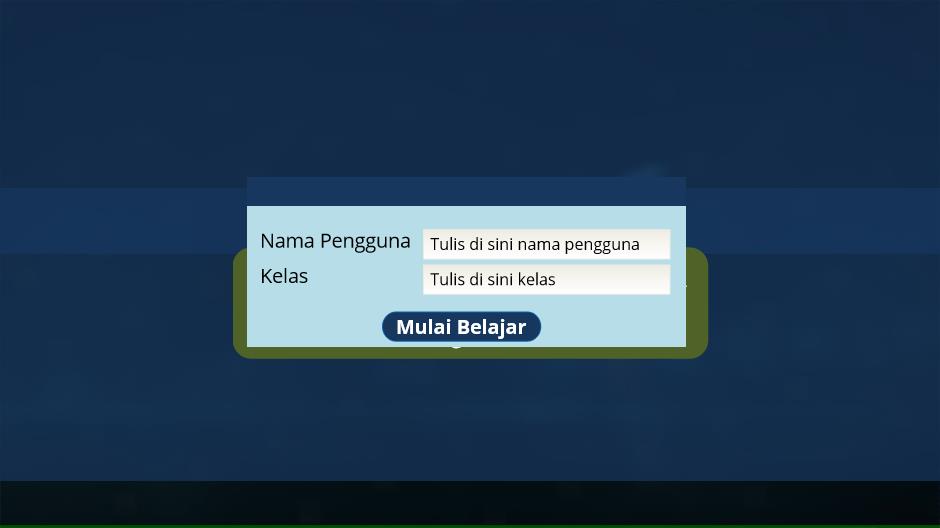 Nama Pengguna Tulis di sini nama pengguna
Kelas Tulis di sini kelas
Mulai Belajar